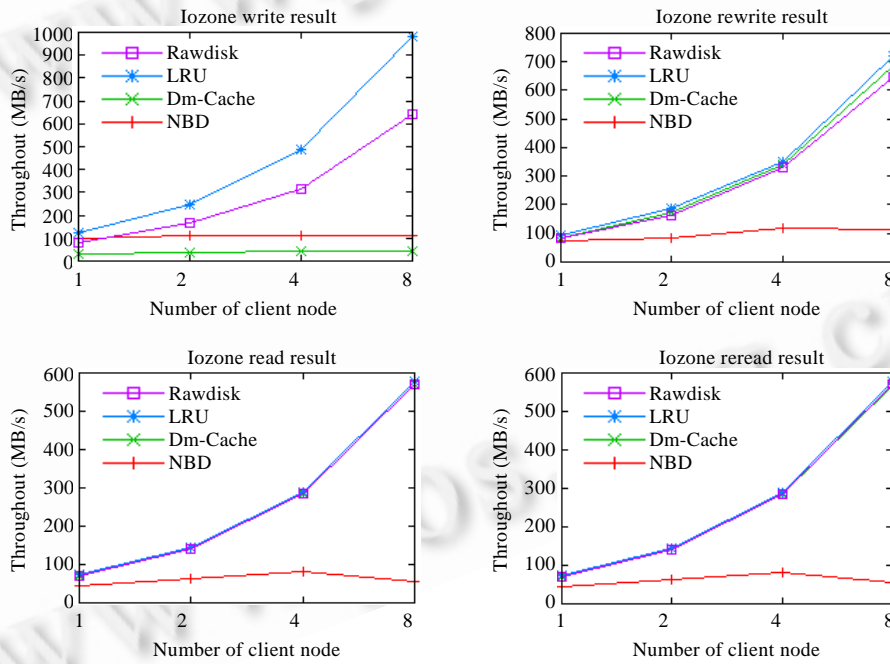 Iozone write result
1000
900
800
700
600
500
400
300
200
100
0
Throughout (MB/s)
Rawdisk
LRU
Dm-Cache
NBD
1 2 4 8
Number of client node
Iozone rewrite result
800
700
600
500
400
300
200
100
0
Throughout (MB/s)
Rawdisk
LRU
Dm-Cache
NBD
1 2 4 8
Number of client node
Iozone read result
600
500
400
300
200
100
0
Throughout (MB/s)
Rawdisk
LRU
Dm-Cache
NBD
1 2 4 8
Number of client node
Iozone reread result
600
500
400
300
200
100
0
Throughout (MB/s)
Rawdisk
LRU
Dm-Cache
NBD
1 2 4 8
Number of client node